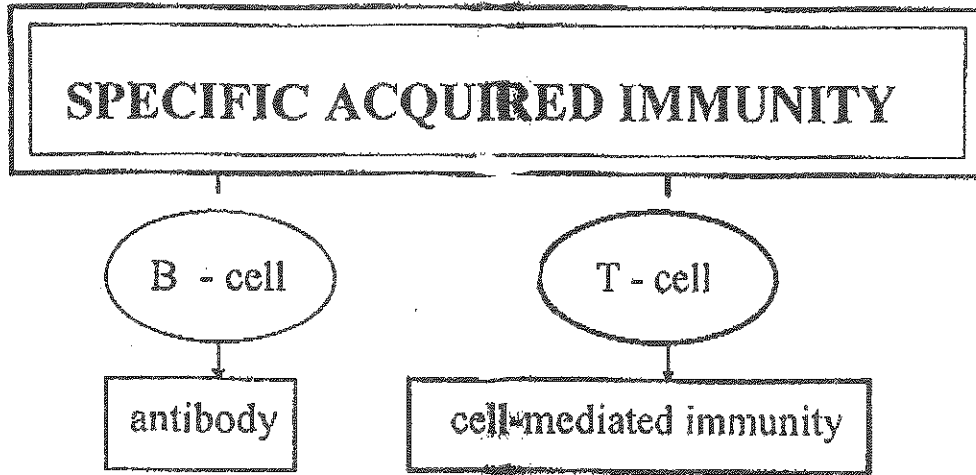 SPECIFIC ACQUIRED IMMUNITY
B - cell
T - cell
antibody
cell-mediated immunity